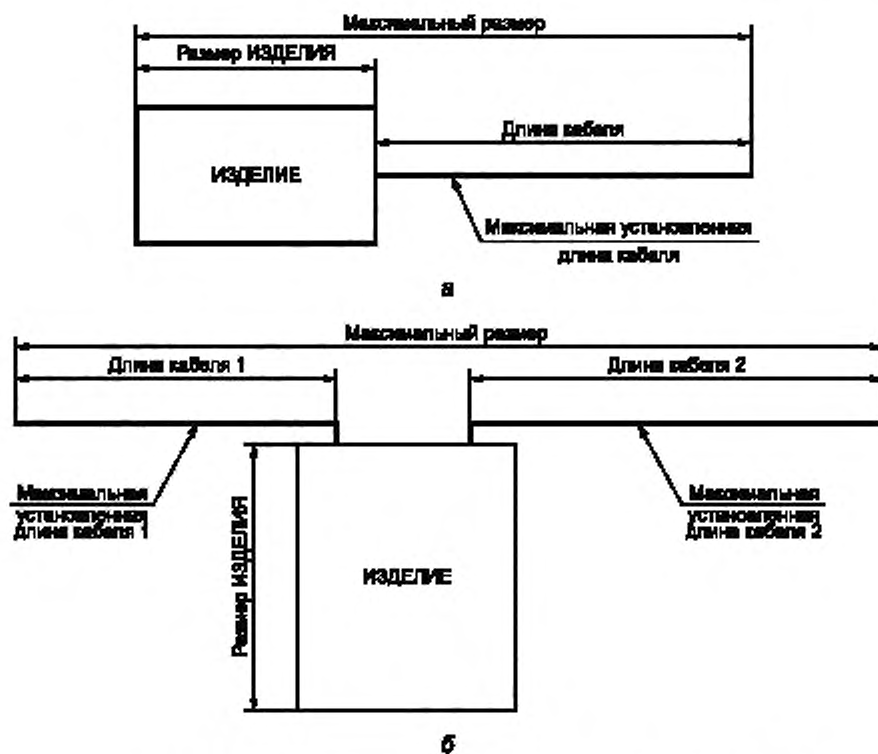 Максимальный размер
Размер ИЗДЕЛИЯ
Длина кабеля
ИЗДЕЛИЕ
Максимальная установленная
длина кабеля
а
Максимальный размер
Длина кабеля 1
Длина кабеля 2
Максимальная
установленная
длина кабеля 1
Максимальная
установленная
длина кабеля 2
Размер ИЗДЕЛИЯ
ИЗДЕЛИЕ
б